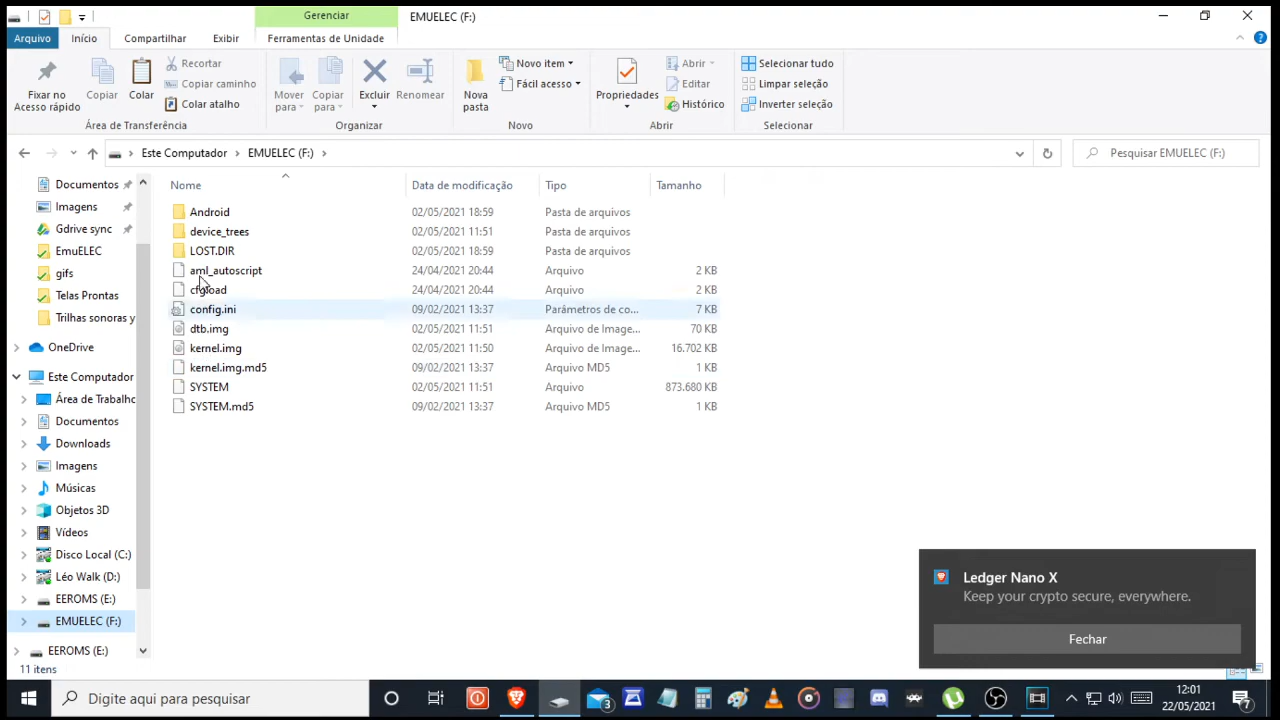 Gerenciar
EMUELEC (F:)
Arquivo
Início
Compartilhar
Exibir
Ferramentas de Unidade
Fixar no
Acesso rápido
Copiar
Colar
Recortar
Copiar caminho
Colar atalho
Área de Transferência
Mover
para
Copiar
para
Excluir
Renomear
Organizar
Nova
pasta
Novo item
Fácil acesso
Novo
Propriedades
Abrir
Editar
Histórico
Abrir
Selecionar tudo
Limpar seleção
Inverter seleção
Selecionar
Este Computador
EMUELEC (F:)
Pesquisar EMUELEC (F:)
Documentos
Imagens
Gdrive sync
EmuELEC
gifs
Telas Prontas
Trilhas sonoras y
OneDrive
Este Computador
Área de Trabalho
Documentos
Downloads
Imagens
Músicas
Objetos 3D
Vídeos
Disco Local (C:)
Léo Walk (D:)
EEROMS (E:)
EMUELEC (F:)
EEROMS (E:)
Nome Data de modificação Tipo Tamanho
Android 02/05/2021 18:59 Pasta de arquivos
device_trees 02/05/2021 11:51 Pasta de arquivos
LOST.DIR 02/05/2021 18:59 Pasta de arquivos
aml_autoscript 24/04/2021 20:44 Arquivo 2 KB
cfgload 24/04/2021 20:44 Arquivo 2 KB
config.ini 09/02/2021 13:37 Parâmetros de co... 7 KB
dtb.img 02/05/2021 11:51 Arquivo de Image... 70 KB
kernel.img 02/05/2021 11:50 Arquivo de Image... 16.702 KB
kernel.img.md5 09/02/2021 13:37 Arquivo MD5 1 KB
SYSTEM 02/05/2021 11:51 Arquivo 873.680 KB
SYSTEM.md5 09/02/2021 13:37 Arquivo MD5 1 KB
Ledger Nano X
Keep your crypto secure, everywhere.
Fechar
11 itens
Digite aqui para pesquisar
3
12:01
22/05/2021
7